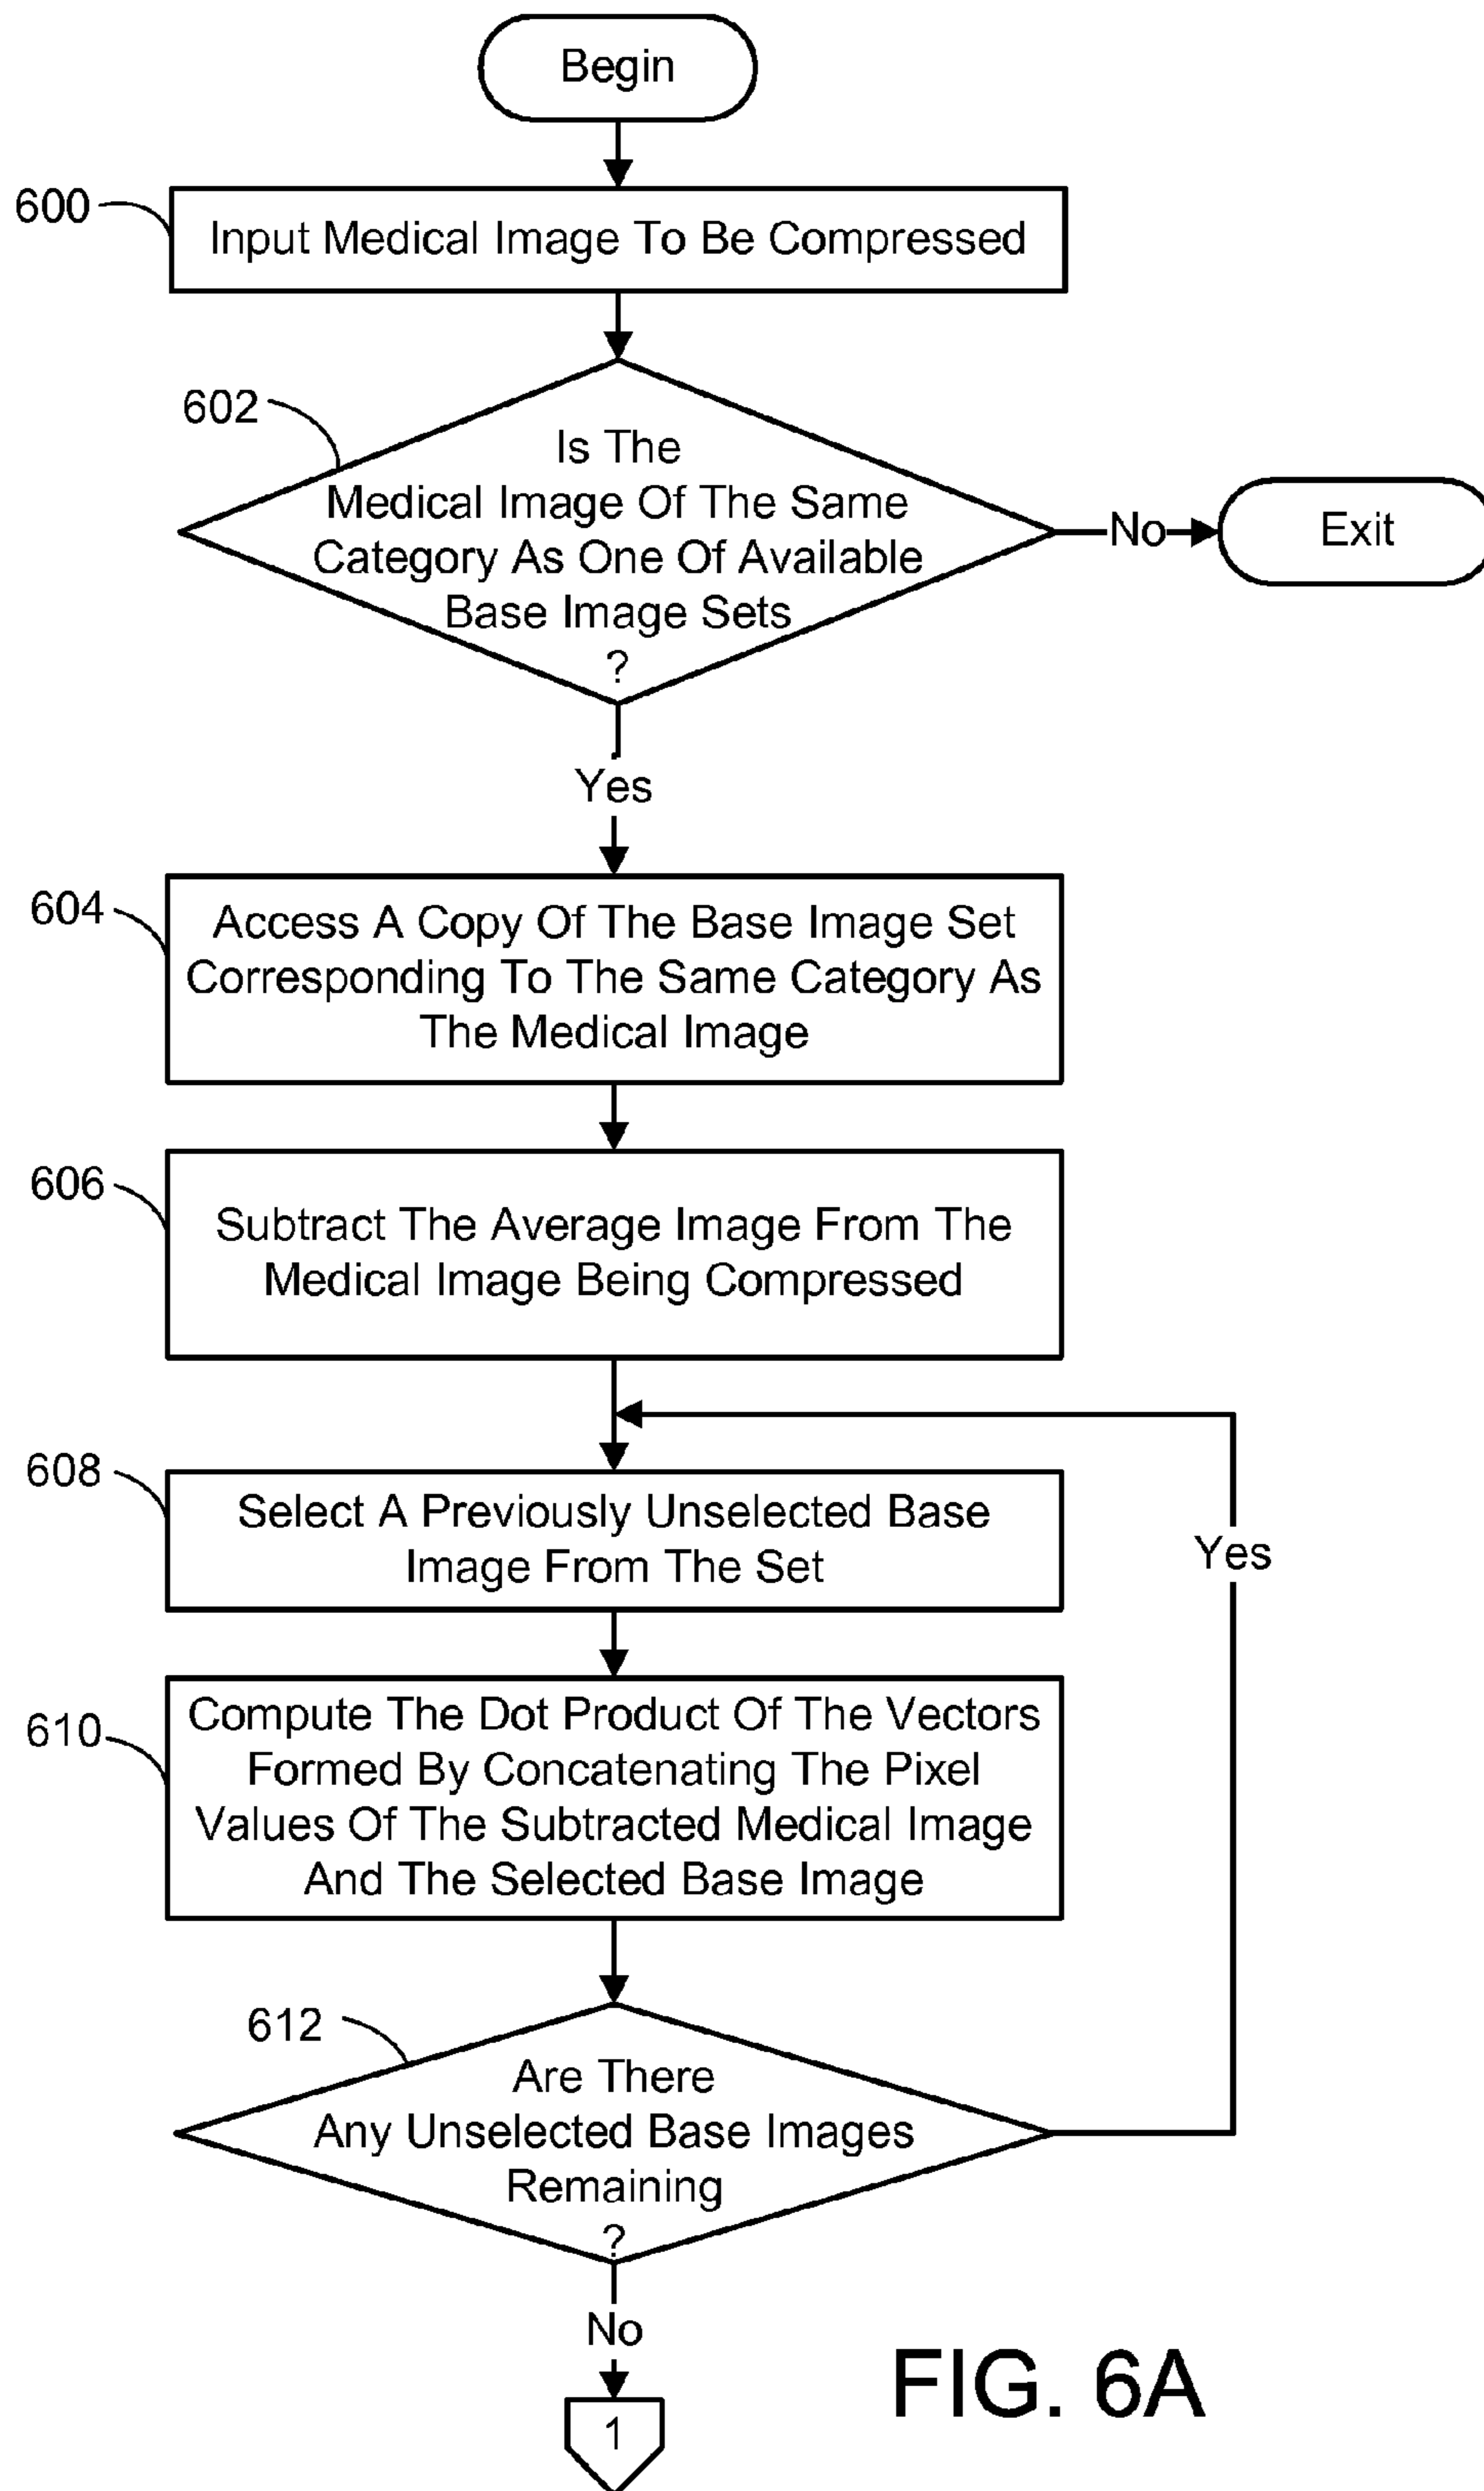 Begin
600
Input Medical Image To Be Compressed
602
Is The
Medical Image Of The Same
Category As One Of Available
Base Image Sets
?
No
Exit
Yes
604
Access A Copy Of The Base Image Set
Corresponding To The Same Category As
The Medical Image
606
Subtract The Average Image From The
Medical Image Being Compressed
608
Select A Previously Unselected Base
Image From The Set
Yes
610
Compute The Dot Product Of The Vectors
Formed By Concatenating The Pixel
Values Of The Subtracted Medical Image
And The Selected Base Image
612
Are There
Any Unselected Base Images
Remaining
?
No
1
FIG. 6A